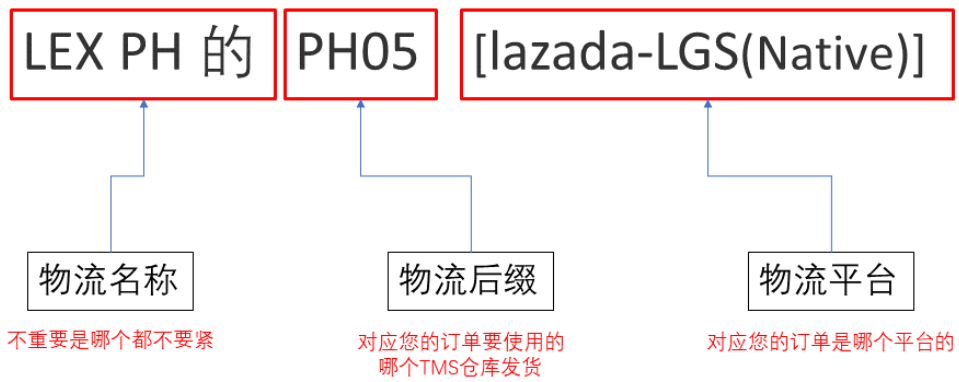 LEX PH 的 PH05 [lazada-LGS(Native)]
物流名称 物流后缀 物流平台
不重要是哪个都不要紧 对应您的订单要使用的 对应您的订单是哪个平台的
哪个TMS仓库发货